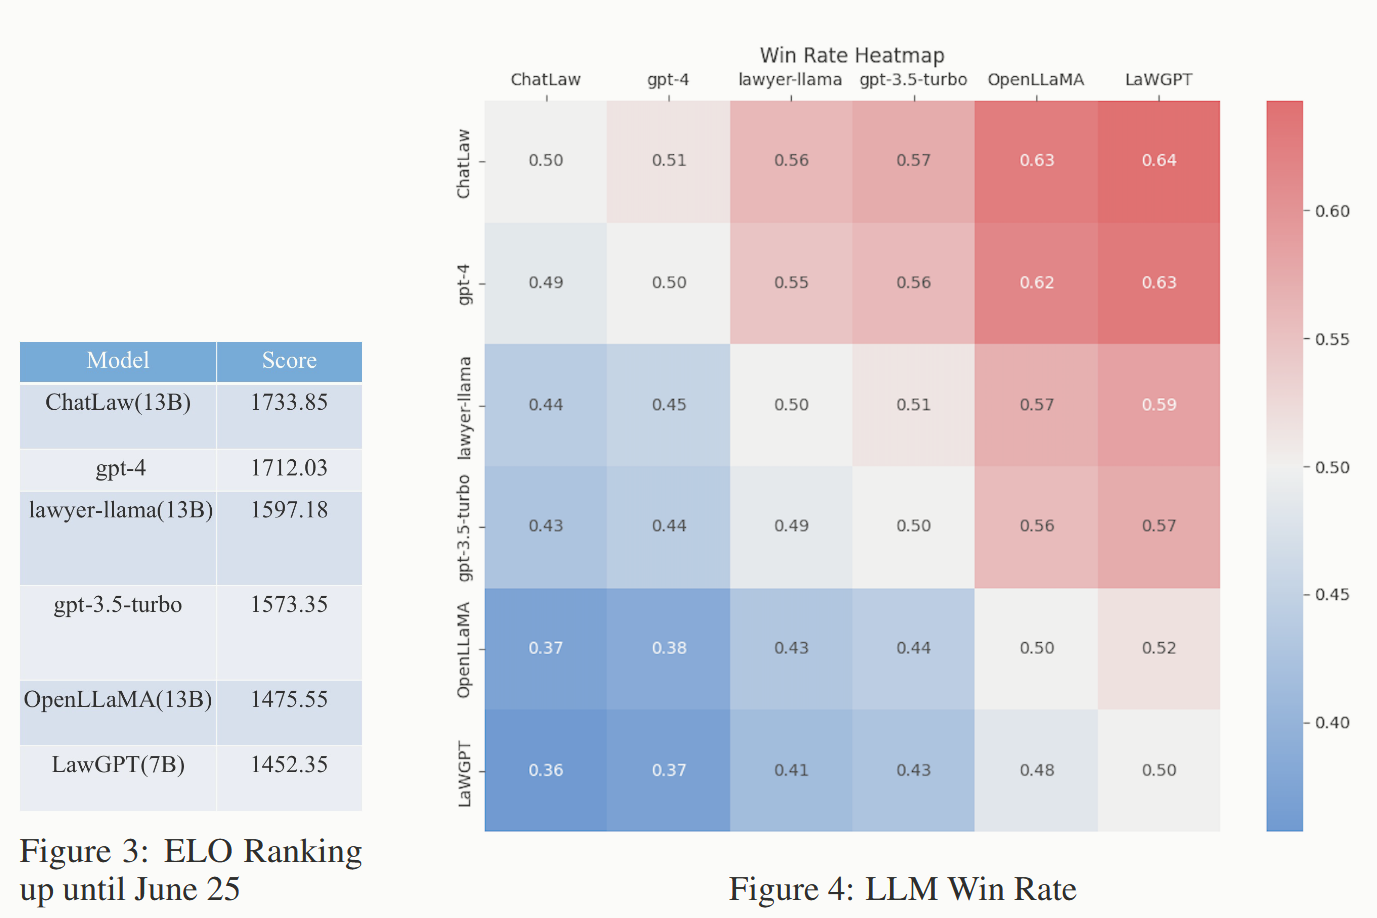 Model Score
ChatLaw(13B) 1733.85
gpt-4 1712.03
lawyer-llama(13B) 1597.18
gpt-3.5-turbo 1573.35
OpenLLaMA(13B) 1475.55
LawGPT(7B) 1452.35
Figure 3: ELO Ranking
up until June 25
Win Rate Heatmap
ChatLaw gpt-4 lawyer-llama gpt-3.5-turbo OpenLLaMA LaWGPT
ChatLaw 0.50 0.51 0.56 0.57 0.63 0.64
gpt-4 0.49 0.50 0.55 0.56 0.62 0.63
lawyer-llama 0.44 0.45 0.50 0.51 0.57 0.59
gpt-3.5-turbo 0.43 0.44 0.49 0.50 0.56 0.57
OpenLLaMA 0.37 0.38 0.43 0.44 0.50 0.52
LaWGPT 0.36 0.37 0.41 0.43 0.48 0.50
0.60
0.55
0.50
0.45
0.40
Figure 4: LLM Win Rate